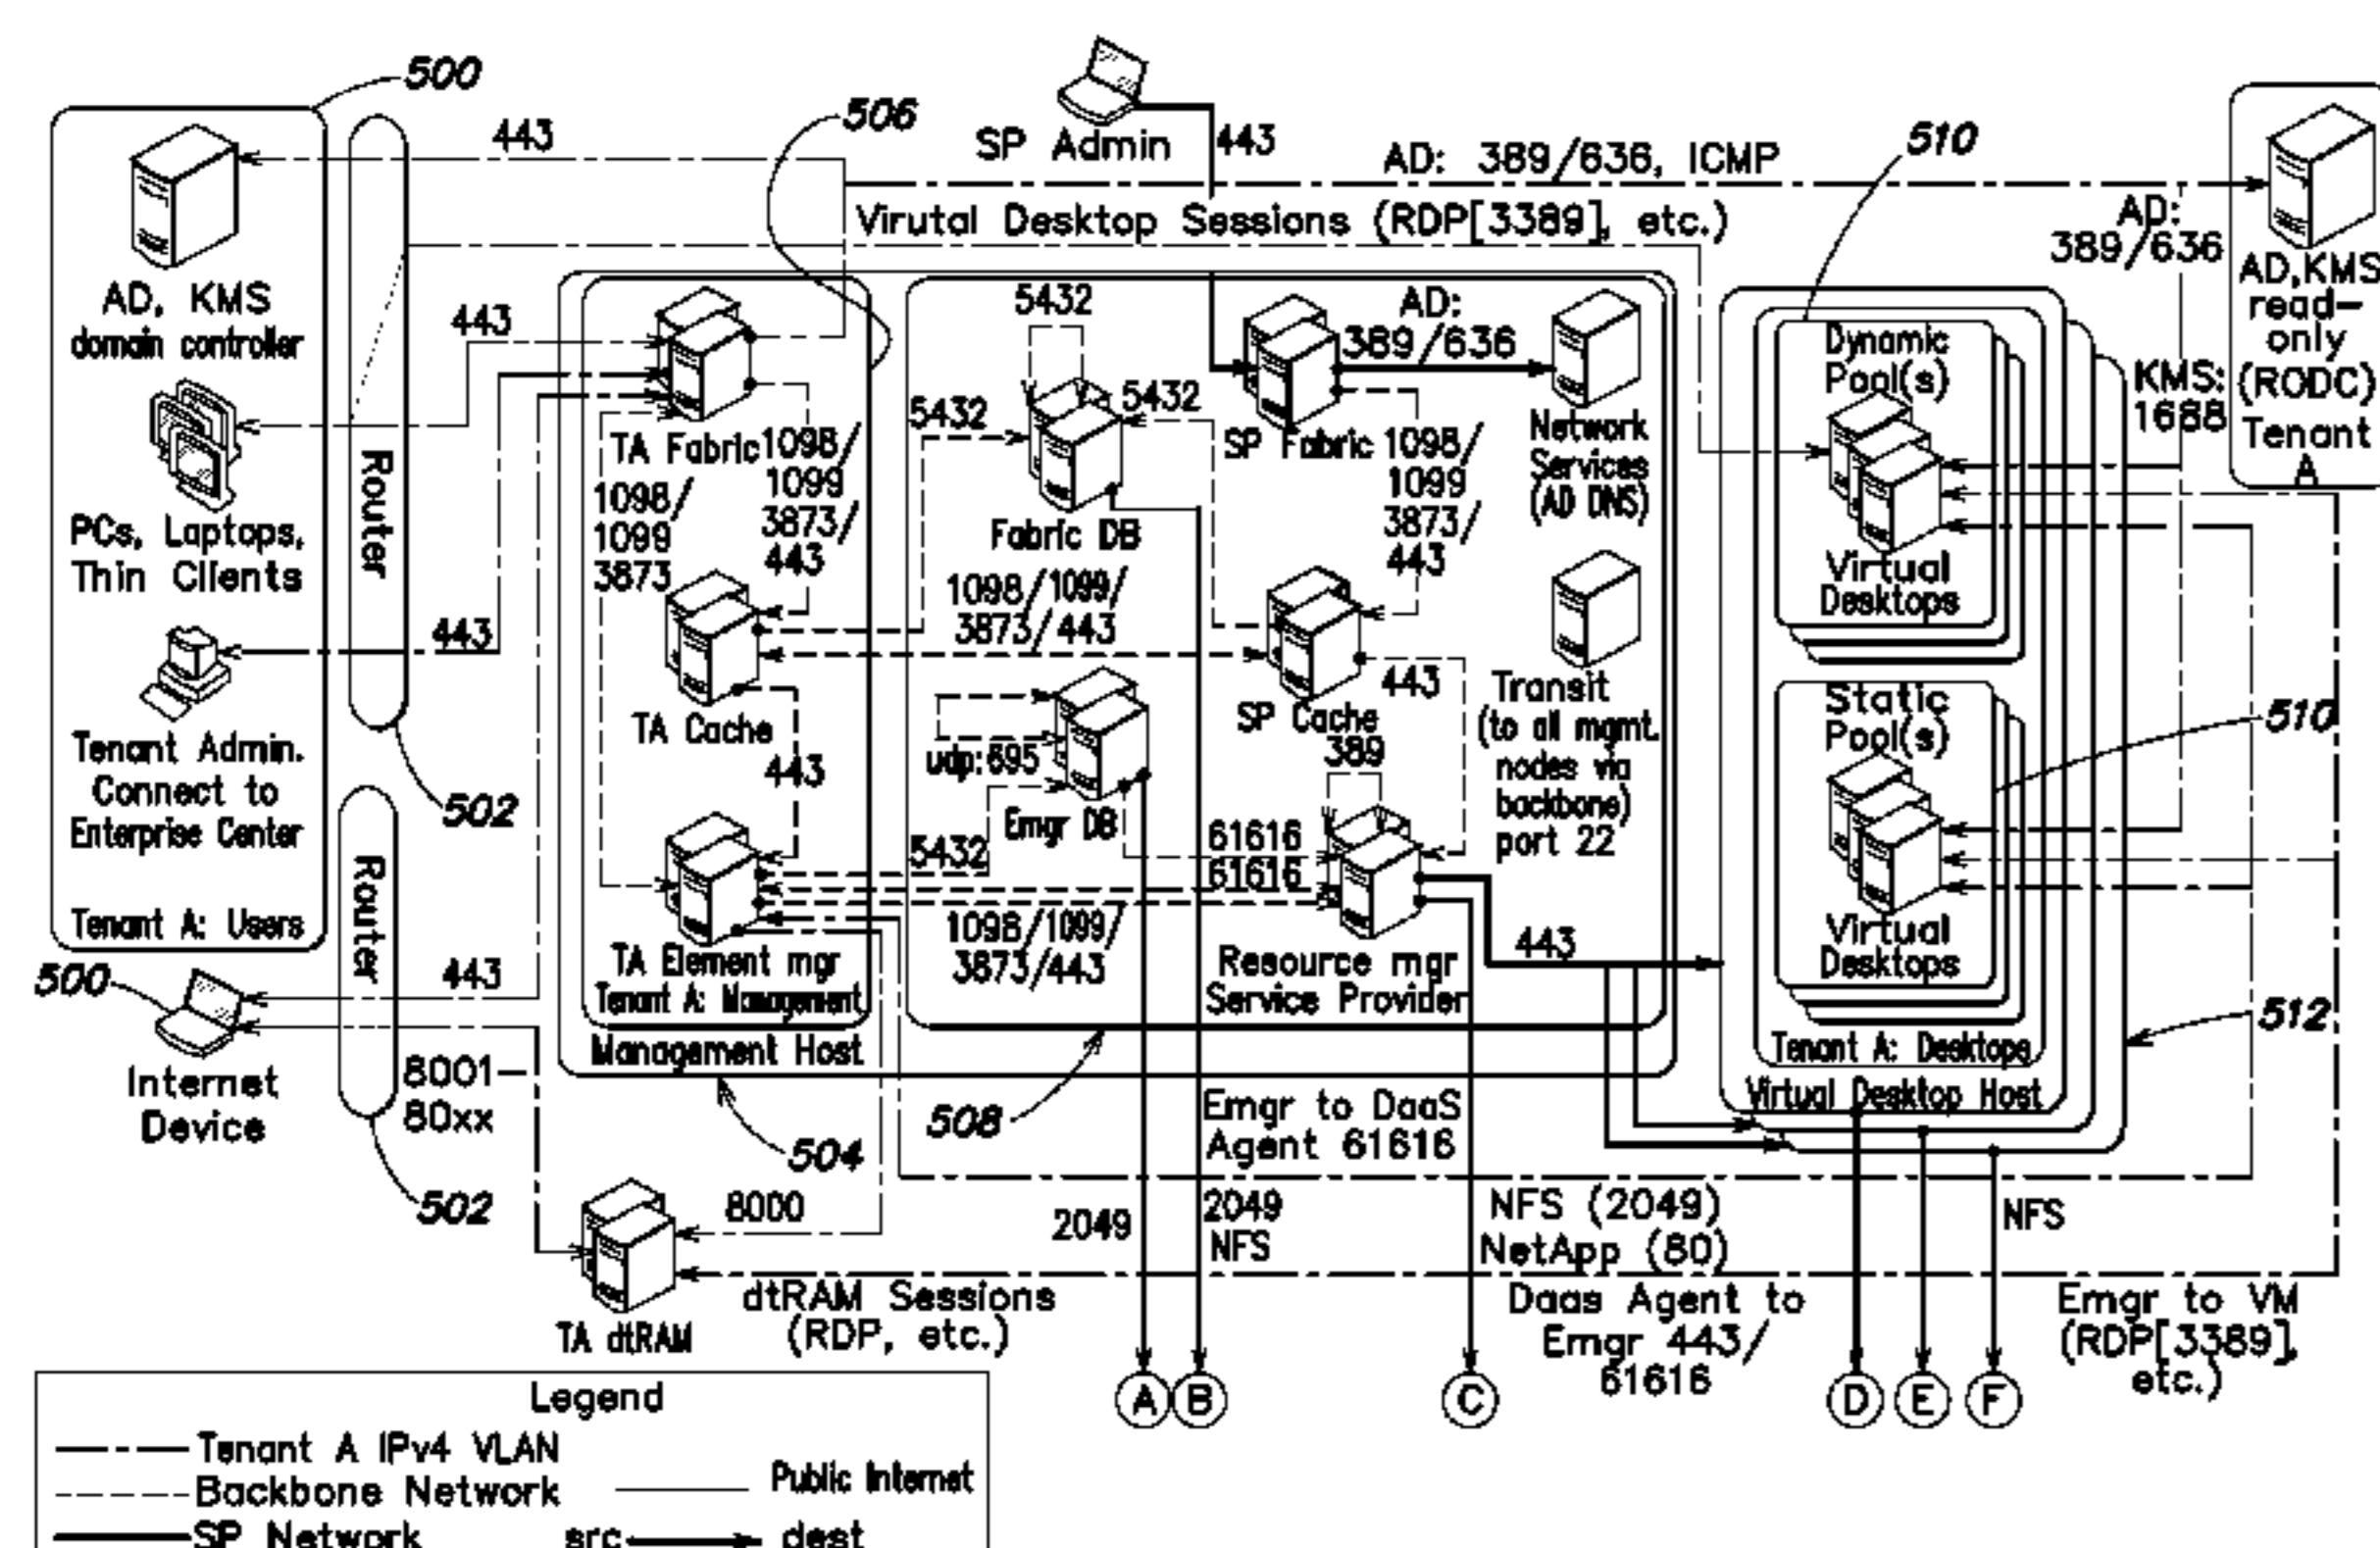 500
506
SP Admin
443
443
AD: 389/636, ICMP
510
Virutal Desktop Sessions (RDP[3389], etc.)
AD:
389/636
AD, KMS
domain controller
PCs, Laptops,
Thin Clients
Tenant Admin.
Connect to
Enterprise Center
Tenant A: Users
Router
502
443
443
Router
502
443
500
Internet
Device
8001-
80xx
TA Fabric
1098/
1099
3873/
443
1098/
1099
3873
TA Cache
443
TA Element mgr
Tenant A: Management
Management Host
504
508
5432
5432
5432
Fabric DB
1098/1099/
3873/443
udp:695
Emgr DB
5432
61616
61616
1098/1099/
3873/443
AD:
389/636
SP Fabric
1098/
1099
3873/
443
Network
Services
(AD DNS)
SP Cache
443
389
Transit
(to all mgmt.
nodes via
backbone)
port 22
Resource mgr
Service Provider
443
Dynamic
Pool(s)
Virtual
Desktops
Static
Pool(s)
Virtual
Desktops
Tenant A: Desktops
Virtual Desktop Host
510
512
KMS:
1688
AD,KMS
read-
only
(RODC)
Tenant
A
Emgr to DaaS
Agent 61616
8000
TA dtRAM
dtRAM Sessions
(RDP, etc.)
2049
2049
NFS
NFS (2049)
NetApp (80)
Daas Agent to
Emgr 443/
61616
NFS
Emgr to VM
(RDP[3389],
etc.)
A
B
C
D
E
F
Legend
Tenant A IPv4 VLAN
Backbone Network
Public Internet
SP Network
src
dest